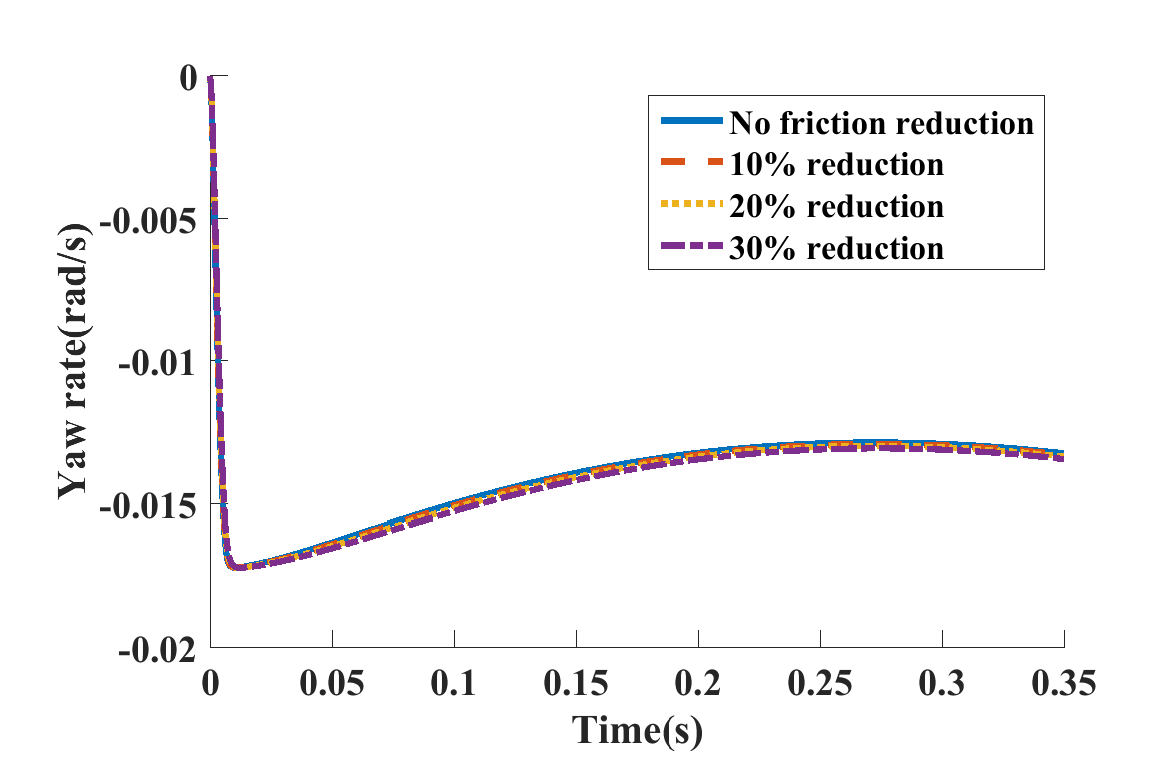 0
-0.005
-0.01
-0.015
-0.02
Yaw rate(rad/s)
No friction reduction
10% reduction
20% reduction
30% reduction
0 0.05 0.1 0.15 0.2 0.25 0.3 0.35
Time(s)